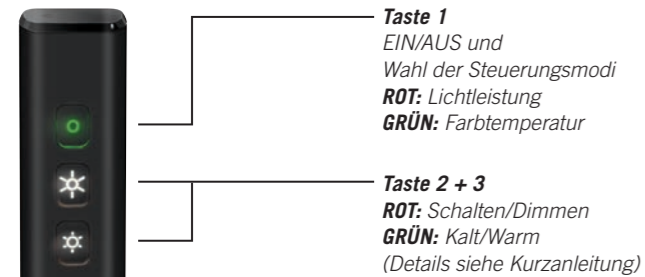 Taste 1
EIN/AUS und
Wahl der Steuerungsmodi
ROT: Lichtleistung
GRÜN: Farbtemperatur
Taste 2 + 3
ROT: Schalten/Dimmen
GRÜN: Kalt/Warm
(Details siehe Kurzanleitung)